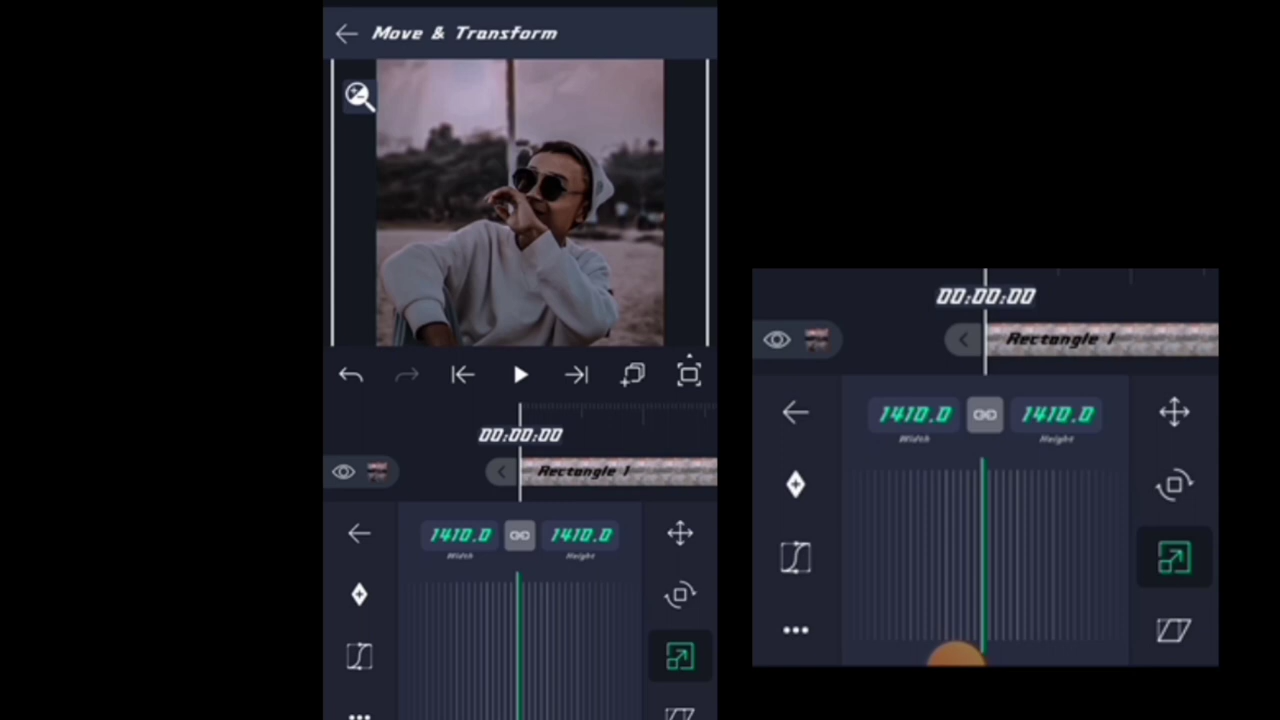 Move & Transform
00:00:00
Rectangle 1
1410.0 1410.0
Width Height
00:00:00
Rectangle 1
1410.0 1410.0
Width Height